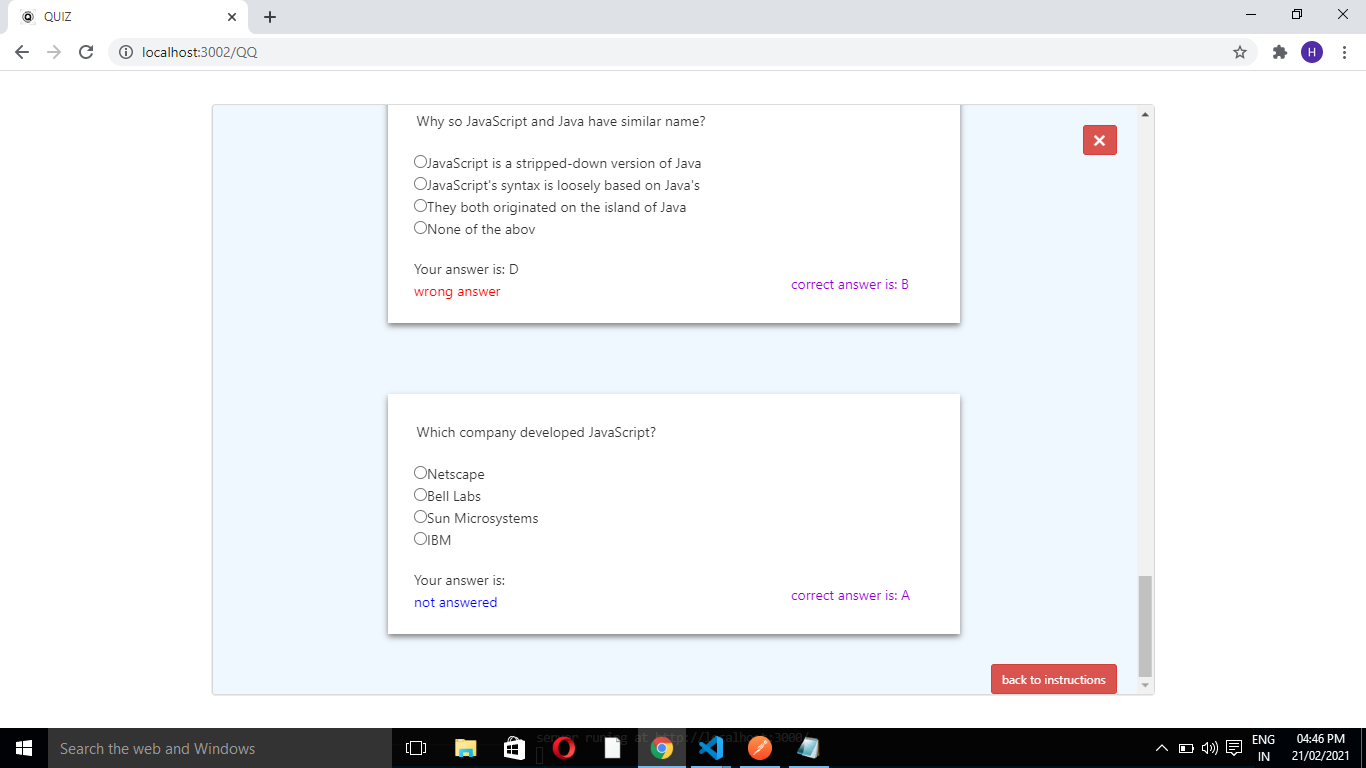 QUIZ
localhost:3002/QQ
H
Why so JavaScript and Java have similar name?
JavaScript is a stripped-down version of Java
JavaScript's syntax is loosely based on Java's
They both originated on the island of Java
None of the abov
Your answer is: D
wrong answer
correct answer is: B
Which company developed JavaScript?
Netscape
Bell Labs
Sun Microsystems
IBM
Your answer is:
not answered
correct answer is: A
back to instructions
server runing at http://localhost:3000/
Search the web and Windows
ENG
IN
04:46 PM
21/02/2021